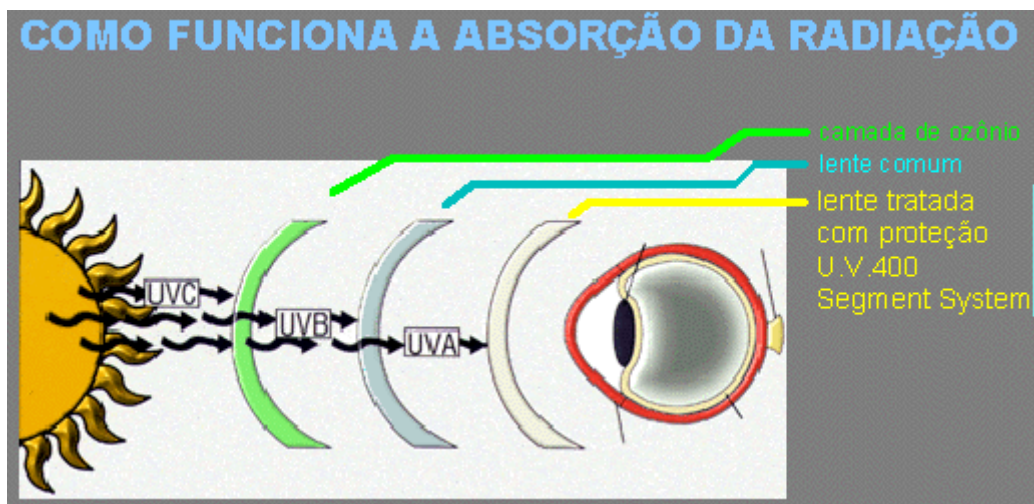 COMO FUNCIONA A ABSORÇÃO DA RADIAÇÃO
camada de ozônio
lente comum
lente tratada
com proteção
U.V.400
Segment System
UVC
UVB
UVA